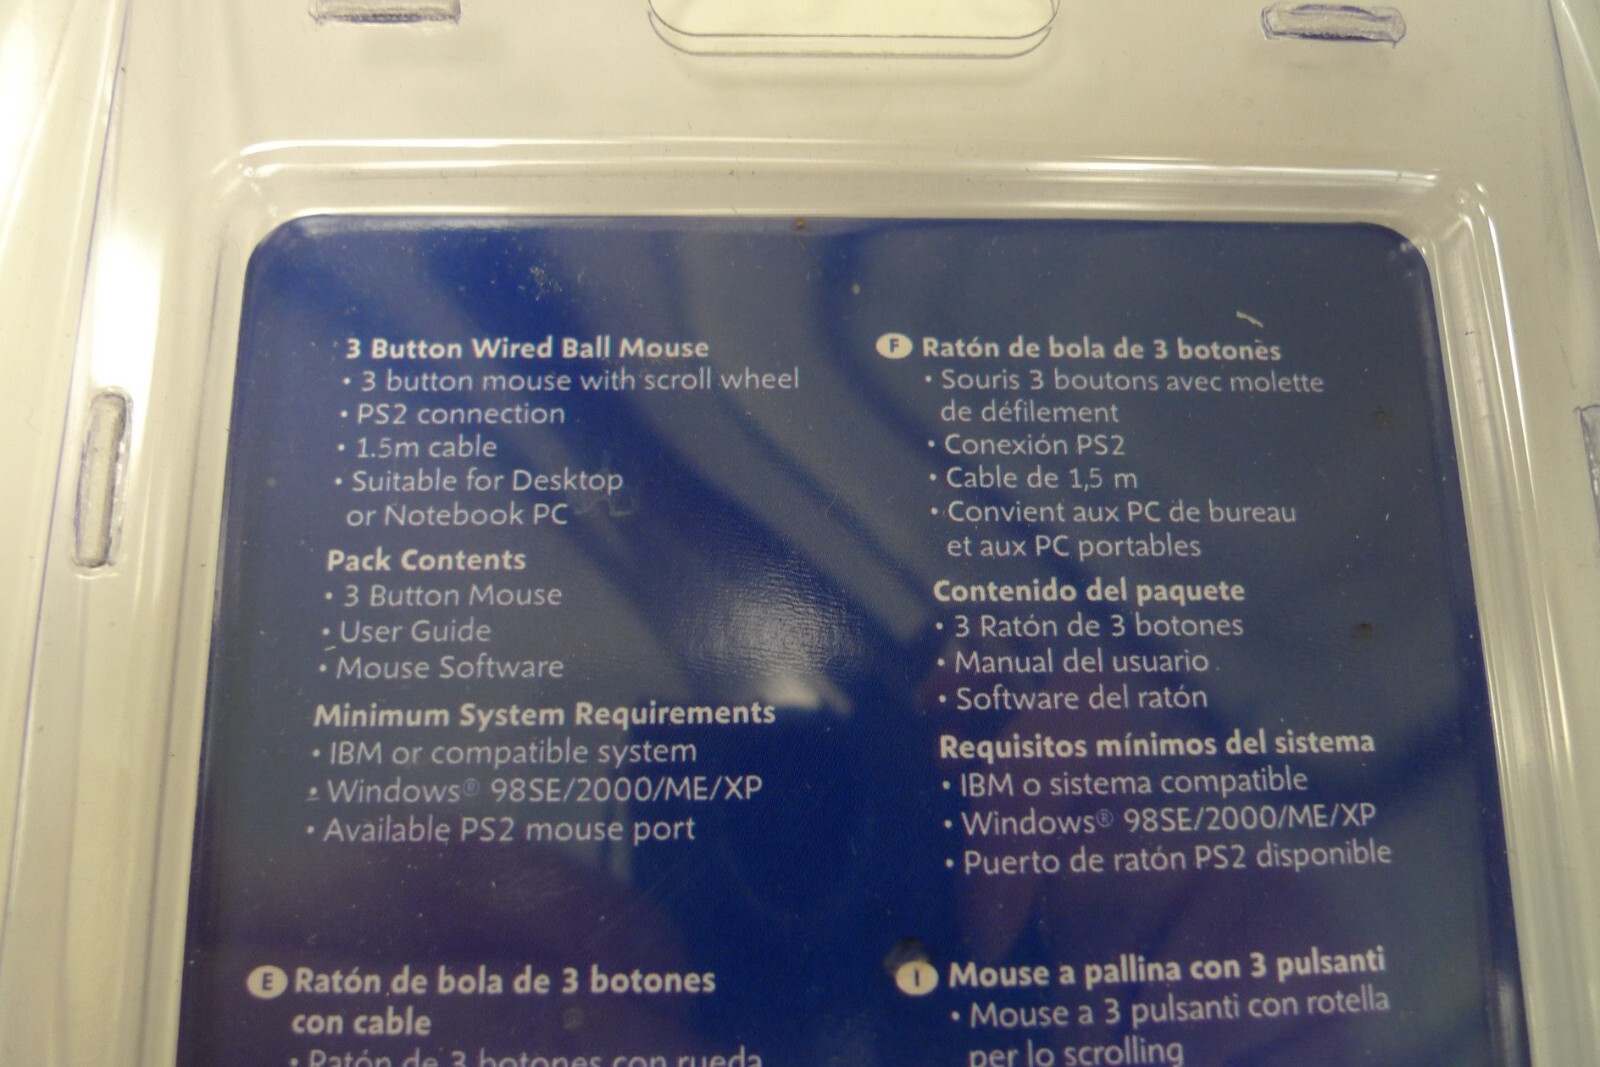 3 Button Wired Ball Mouse
• 3 button mouse with scroll wheel
• PS2 connection
• 1.5m cable
• Suitable for Desktop
or Notebook PC
Pack Contents
• 3 Button Mouse
• User Guide
• Mouse Software
Minimum System Requirements
• IBM or compatible system
• Windows® 98SE/2000/ME/XP
• Available PS2 mouse port
F Ratón de bola de 3 botones
• Souris 3 boutons avec molette
de défilement
• Conexión PS2
• Cable de 1,5 m
• Convient aux PC de bureau
et aux PC portables
Contenido del paquete
• 3 Ratón de 3 botones
• Manual del usuario
• Software del ratón
Requisitos mínimos del sistema
• IBM o sistema compatible
• Windows® 98SE/2000/ME/XP
• Puerto de ratón PS2 disponible
E Ratón de bola de 3 botones
con cable
• Ratón de 3 botones con rueda
I Mouse a pallina con 3 pulsanti
• Mouse a 3 pulsanti con rotella
per lo scrolling